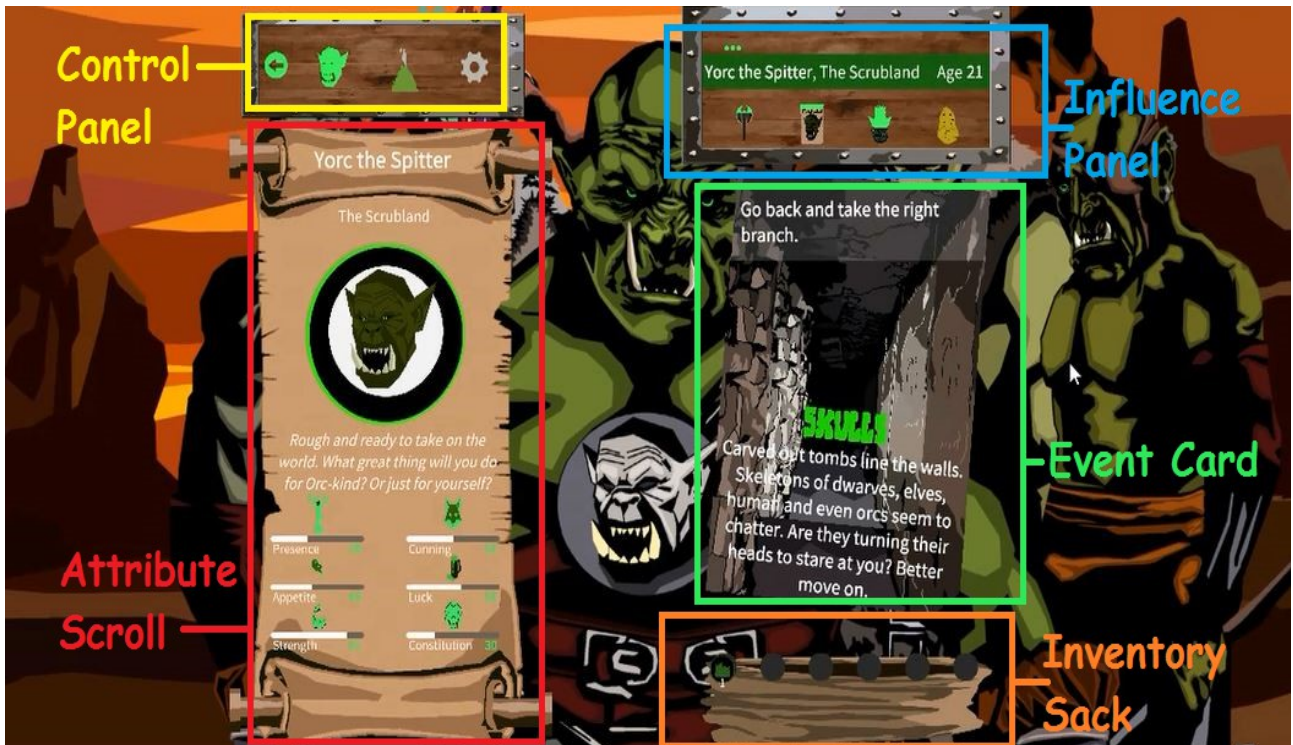 Control
Panel
Yorc the Spitter, The Scrubland Age 21
Influence
Panel
Yorc the Spitter
The Scrubland
Rough and ready to take on the
world. What great thing will you do
for Orc-kind? Or just for yourself?
Presence
Cunning
Appetite
Luck
Strength
Constitution 30
Attribute
Scroll
Go back and take the right
branch.
SKULLS
Carved out tombs line the walls.
Skeletons of dwarves, elves,
human and even orcs seem to
chatter. Are they turning their
heads to stare at you? Better
move on.
Event Card
1
Inventory
Sack